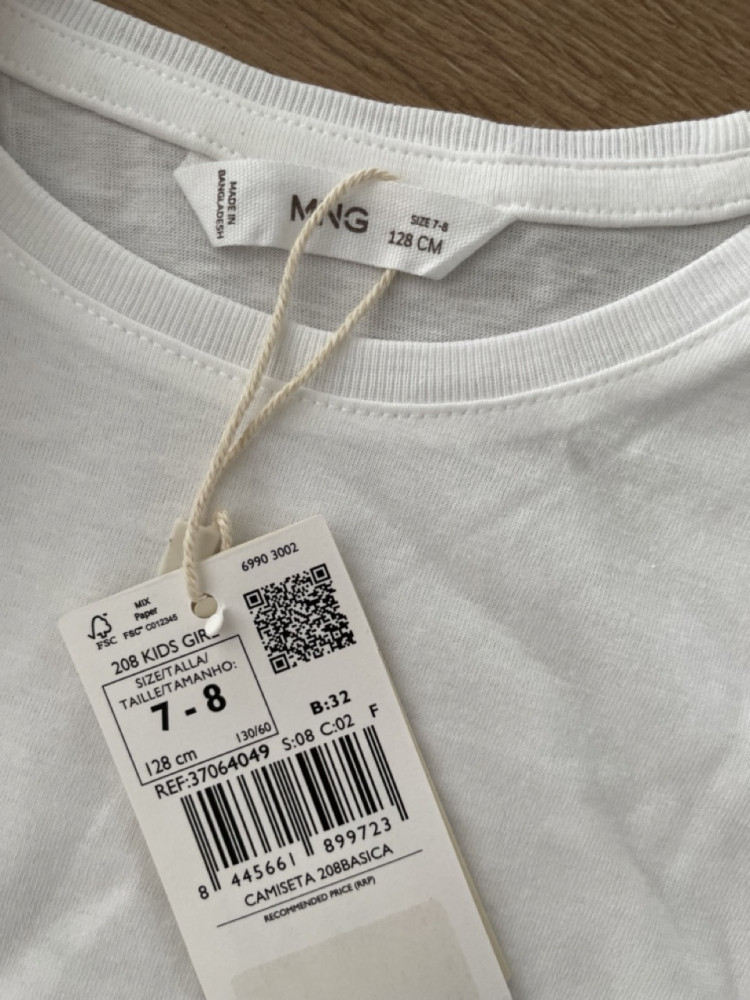 MADE IN
BANGLADESH
MNG
SIZE 7-8
128 CM
6990 3002
MIX
Paper
FSC™ C012345
FSC
208 KIDS GIRL
SIZE/TALLA/
TAILLE/TAMANHO:
7 - 8
128 cm 130/60
B:32
REF:37064049 S:08 C:02 F
8 445661 899723
CAMISETA 208BASICA
RECOMMENDED PRICE (RRP)